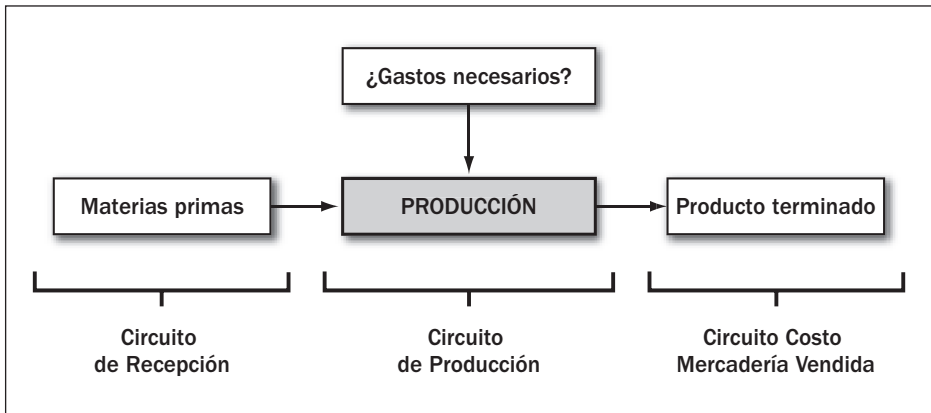 ¿Gastos necesarios?
Materias primas
PRODUCCIÓN
Producto terminado
Circuito
de Recepción
Circuito
de Producción
Circuito Costo
Mercadería Vendida